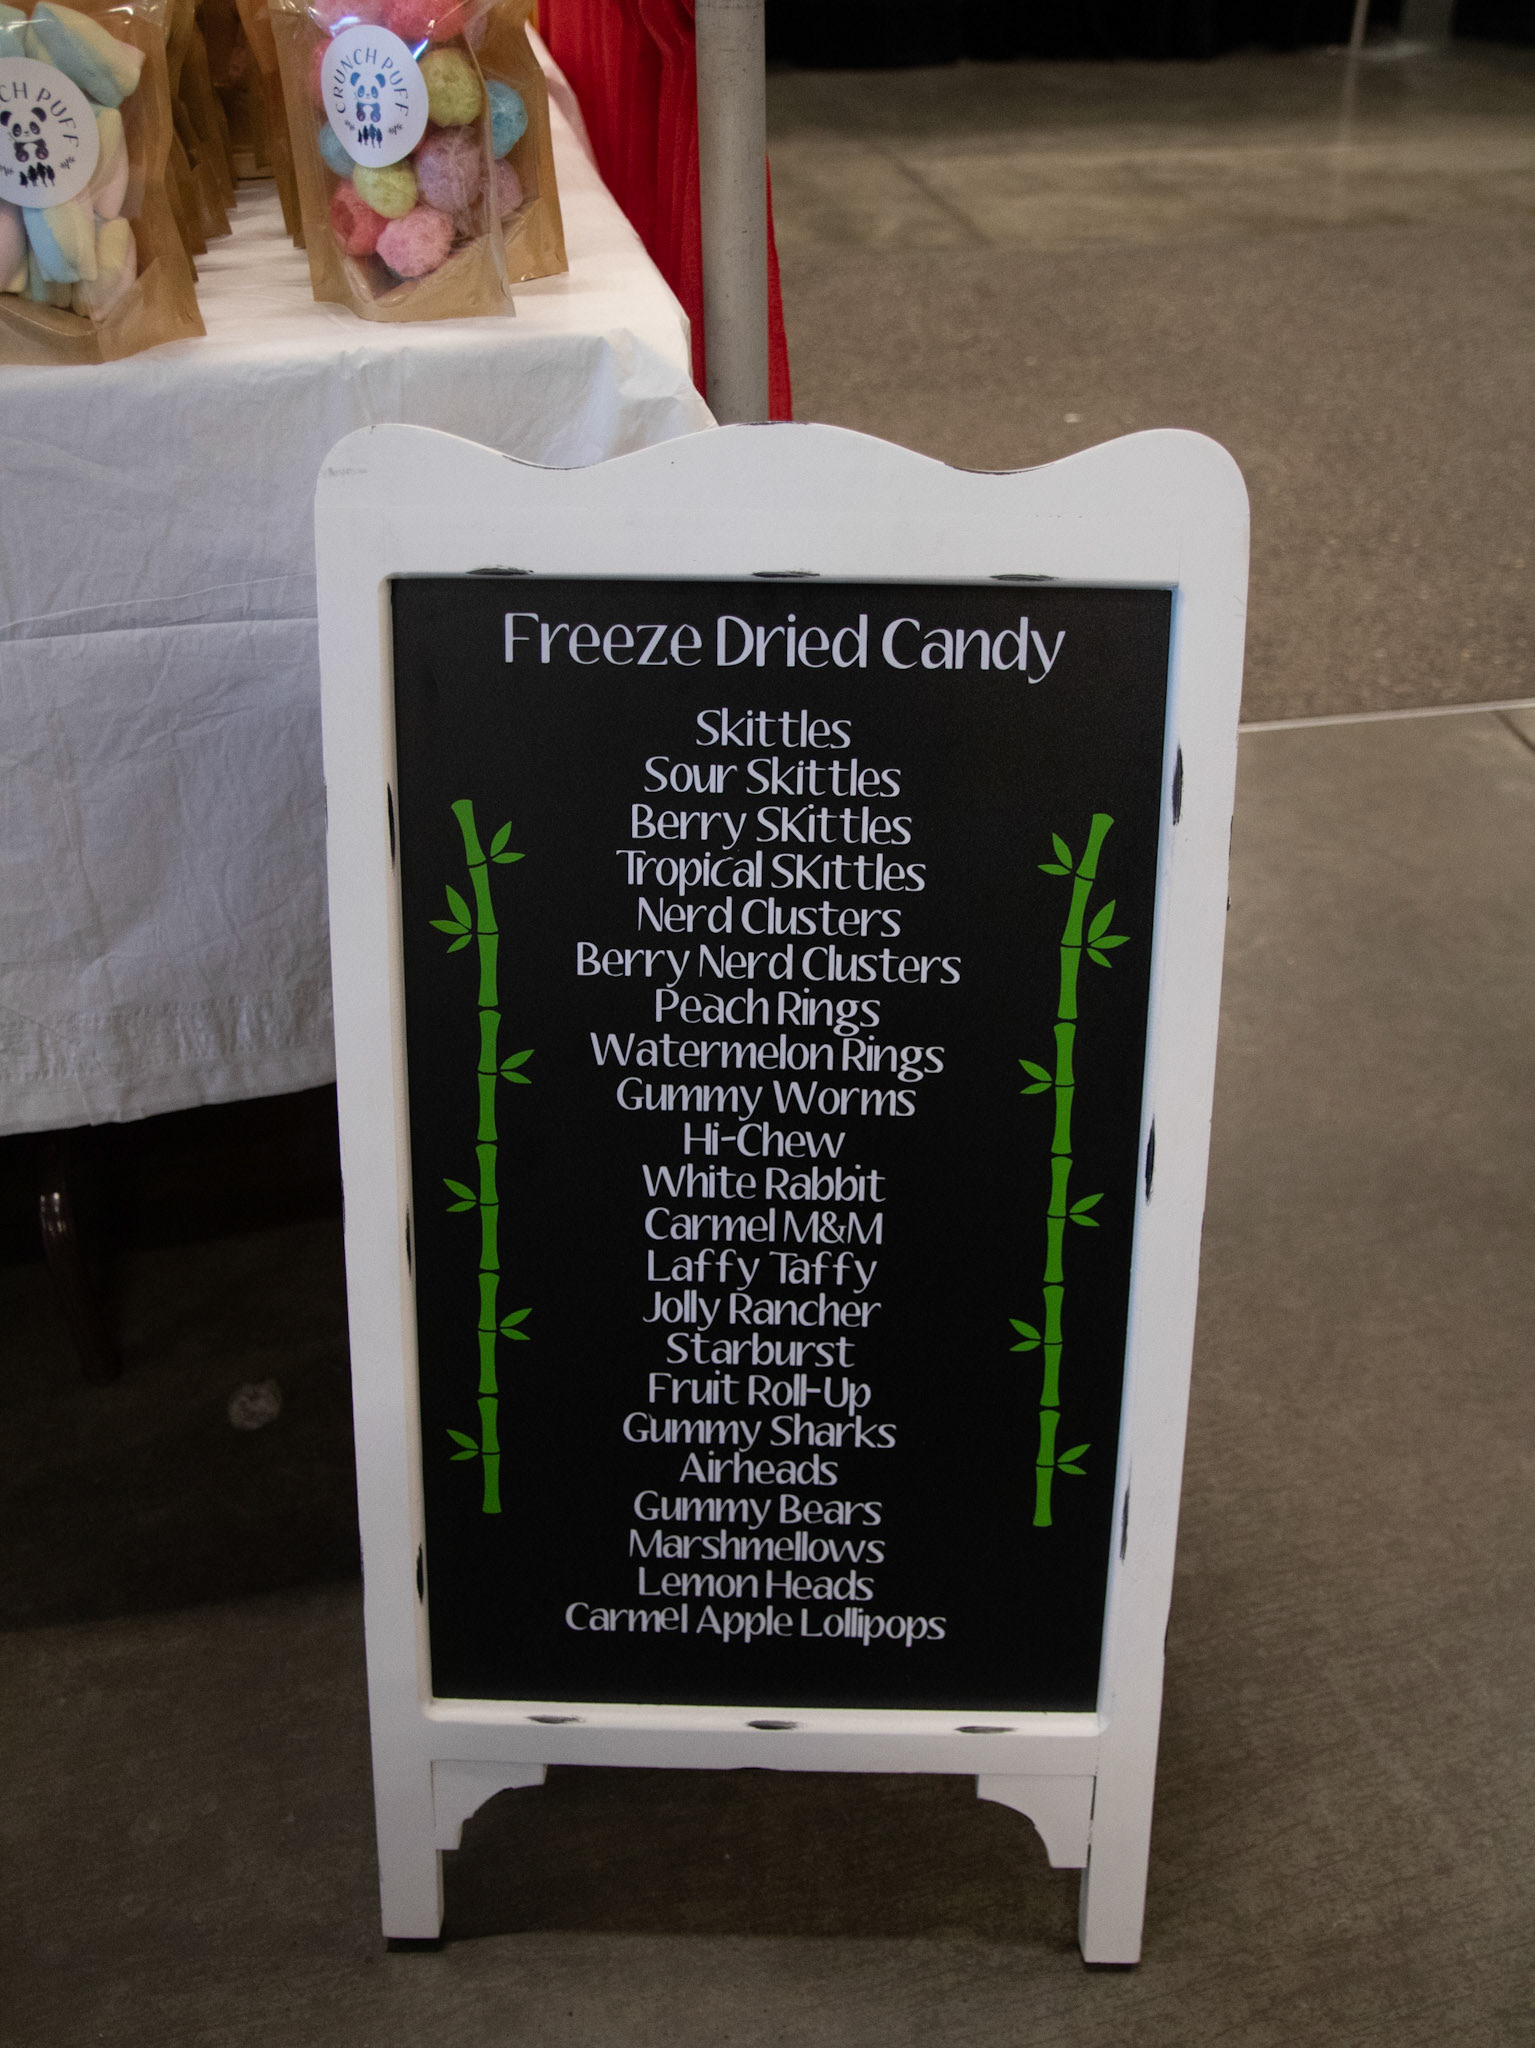 CH PUFF
CRUNCH PUFF
Freeze Dried Candy
Skittles
Sour Skittles
Berry SKittles
Tropical SKittles
Nerd Clusters
Berry Nerd Clusters
Peach Rings
Watermelon Rings
Gummy Worms
Hi-Chew
White Rabbit
Carmel M&M
Laffy Taffy
Jolly Rancher
Starburst
Fruit Roll-Up
Gummy Sharks
Airheads
Gummy Bears
Marshmellows
Lemon Heads
Carmel Apple Lollipops